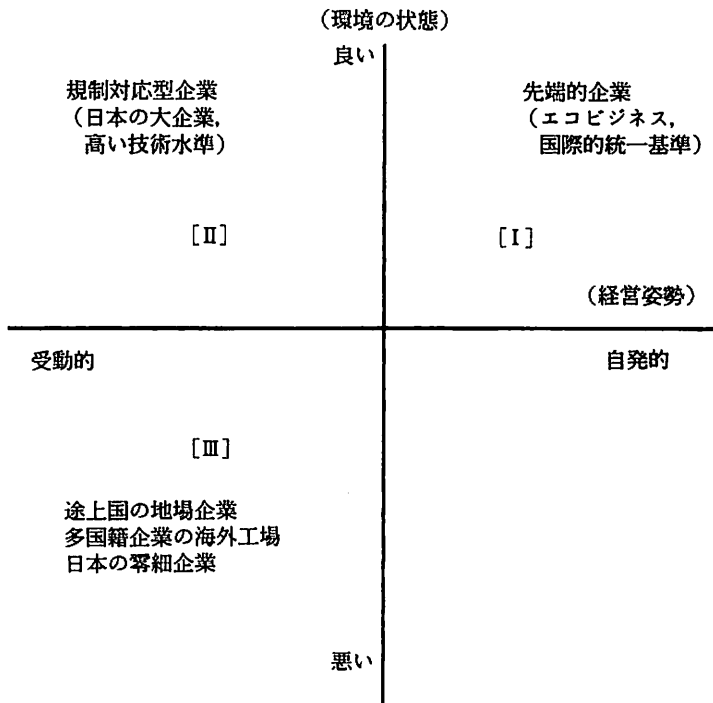 (環境の状態)
良い
規制対応型企業
(日本の大企業,
高い技術水準)
先端的企業
(エコビジネス,
国際的統一基準)
[Ⅱ]
[Ⅰ]
(経営姿勢)
受動的
自発的
[Ⅲ]
途上国の地場企業
多国籍企業の海外工場
日本の零細企業
悪い